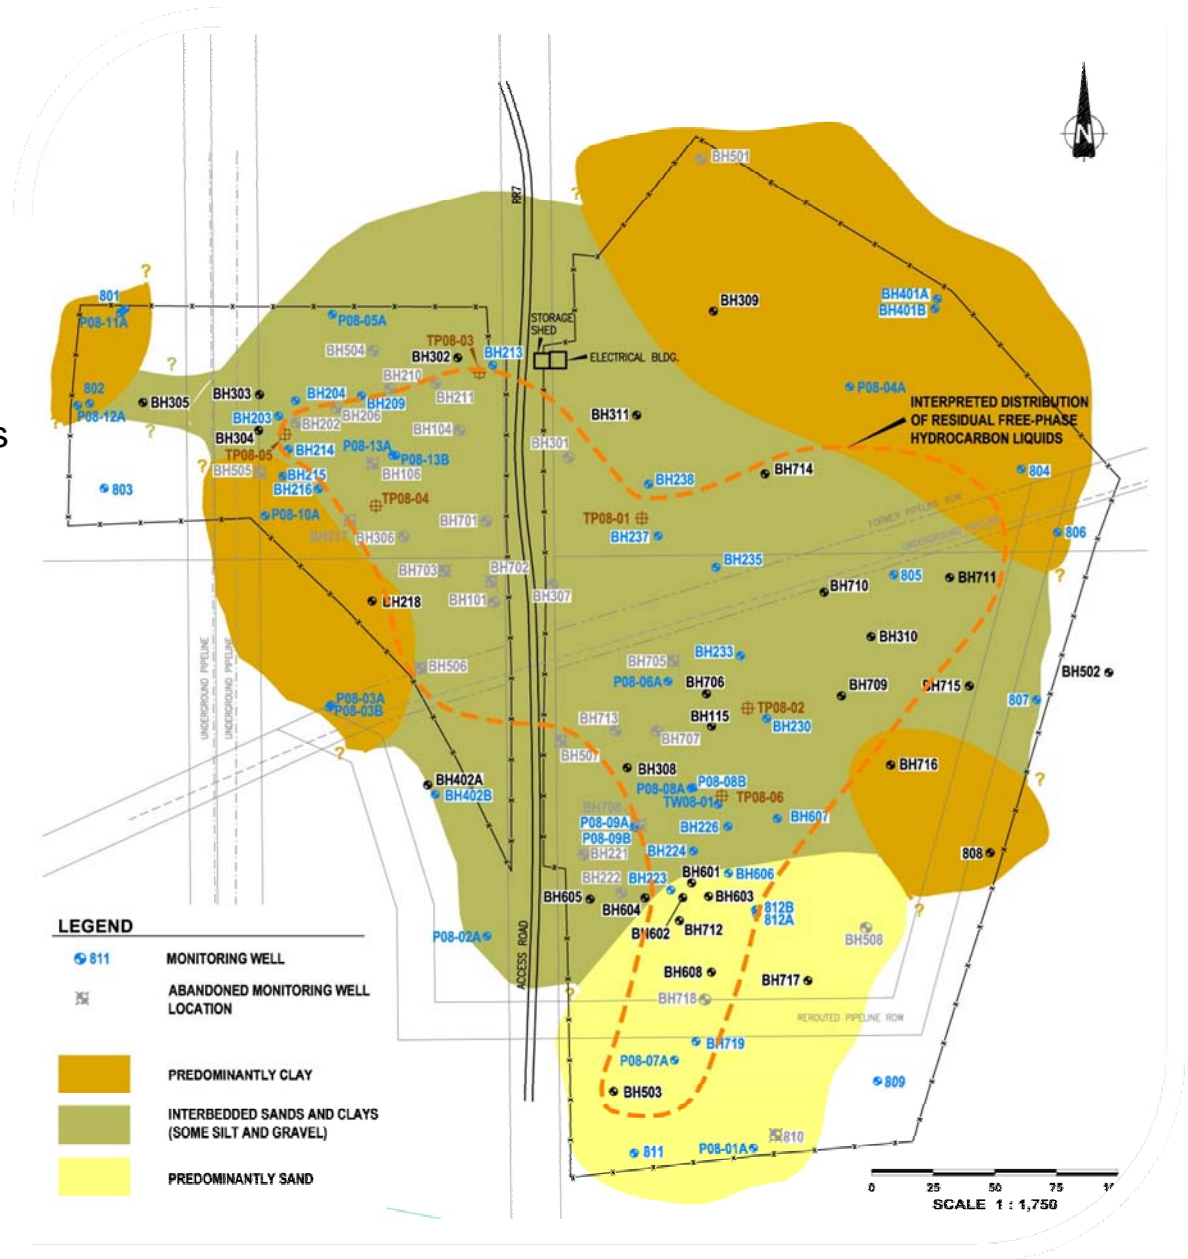 N
BH501
RR7
801
P08-11A
P08-05A
BH309
BH401A
BH401B
STORAGE
SHED
ELECTRICAL BLDG.
TP08-03
BH504
BH302
BH213
BH210
BH211
P08-04A
802
P08-12A
BH305
BH303
BH204
BH209
BH203
BH206
BH202
BH304
BH104
BH311
BH301
INTERPRETED DISTRIBUTION
OF RESIDUAL FREE-PHASE
HYDROCARBON LIQUIDS
S
TP08-05
BH214
P08-13A
P08-13B
BH505
BH215
BH106
BH216
803
BH238
BH714
804
TP08-04
P08-10A
BH217
BH306
BH701
TP08-01
BH237
FORMER PIPELINE ROW
UNDERGROUND PIPELINE
806
BH703
BH702
BH235
805
BH711
BH710
BH218
BH101
BH307
BH310
BH506
BH705
BH233
P08-06A
BH706
BH709
BH715
BH502
807
UNDERGROUND PIPELINE
UNDERGROUND PIPELINE
P08-03A
P08-03B
TP08-02
BH115
BH230
BH713
BH707
BH507
BH308
BH716
BH402A
BH402B
P08-08A
P08-08B
TW08-01
TP08-06
BH708
P08-09A
P08-09B
BH226
BH607
BH221
BH224
808
BH222
BH223
BH601
BH606
BH605
BH604
BH603
BH602
BH712
812B
812A
BH508
P08-02A
ACCESS ROAD
BH608
BH717
BH718
REROUTED PIPELINE ROW
BH719
P08-07A
BH503
809
811
P08-01A
810
LEGEND
811
MONITORING WELL
ABANDONED MONITORING WELL
LOCATION
PREDOMINANTLY CLAY
INTERBEDDED SANDS AND CLAYS
(SOME SILT AND GRAVEL)
PREDOMINANTLY SAND
0 25 50 75
SCALE 1 : 1,750